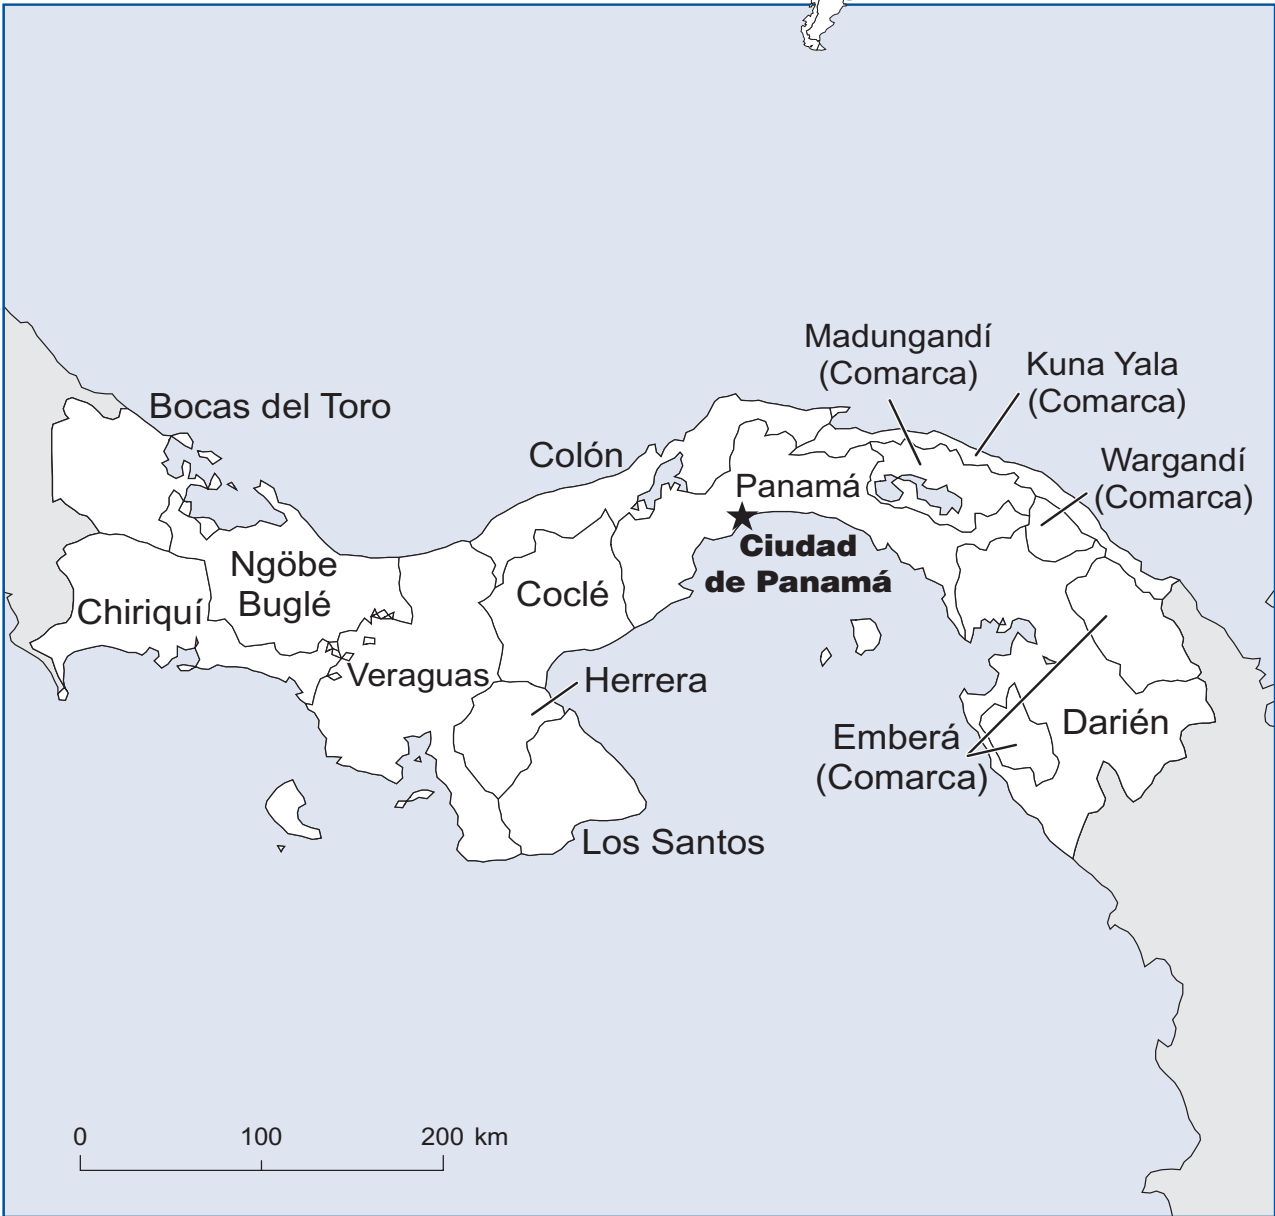 Madungandí
(Comarca)
Kuna Yala
(Comarca)
Bocas del Toro
Colón
Wargandí
(Comarca)
Panamá
Ciudad
de Panamá
Ngöbe
Buglé
Coclé
Chiriquí
Veraguas
Herrera
Emberá
(Comarca)
Darién
Los Santos
0 100 200 km